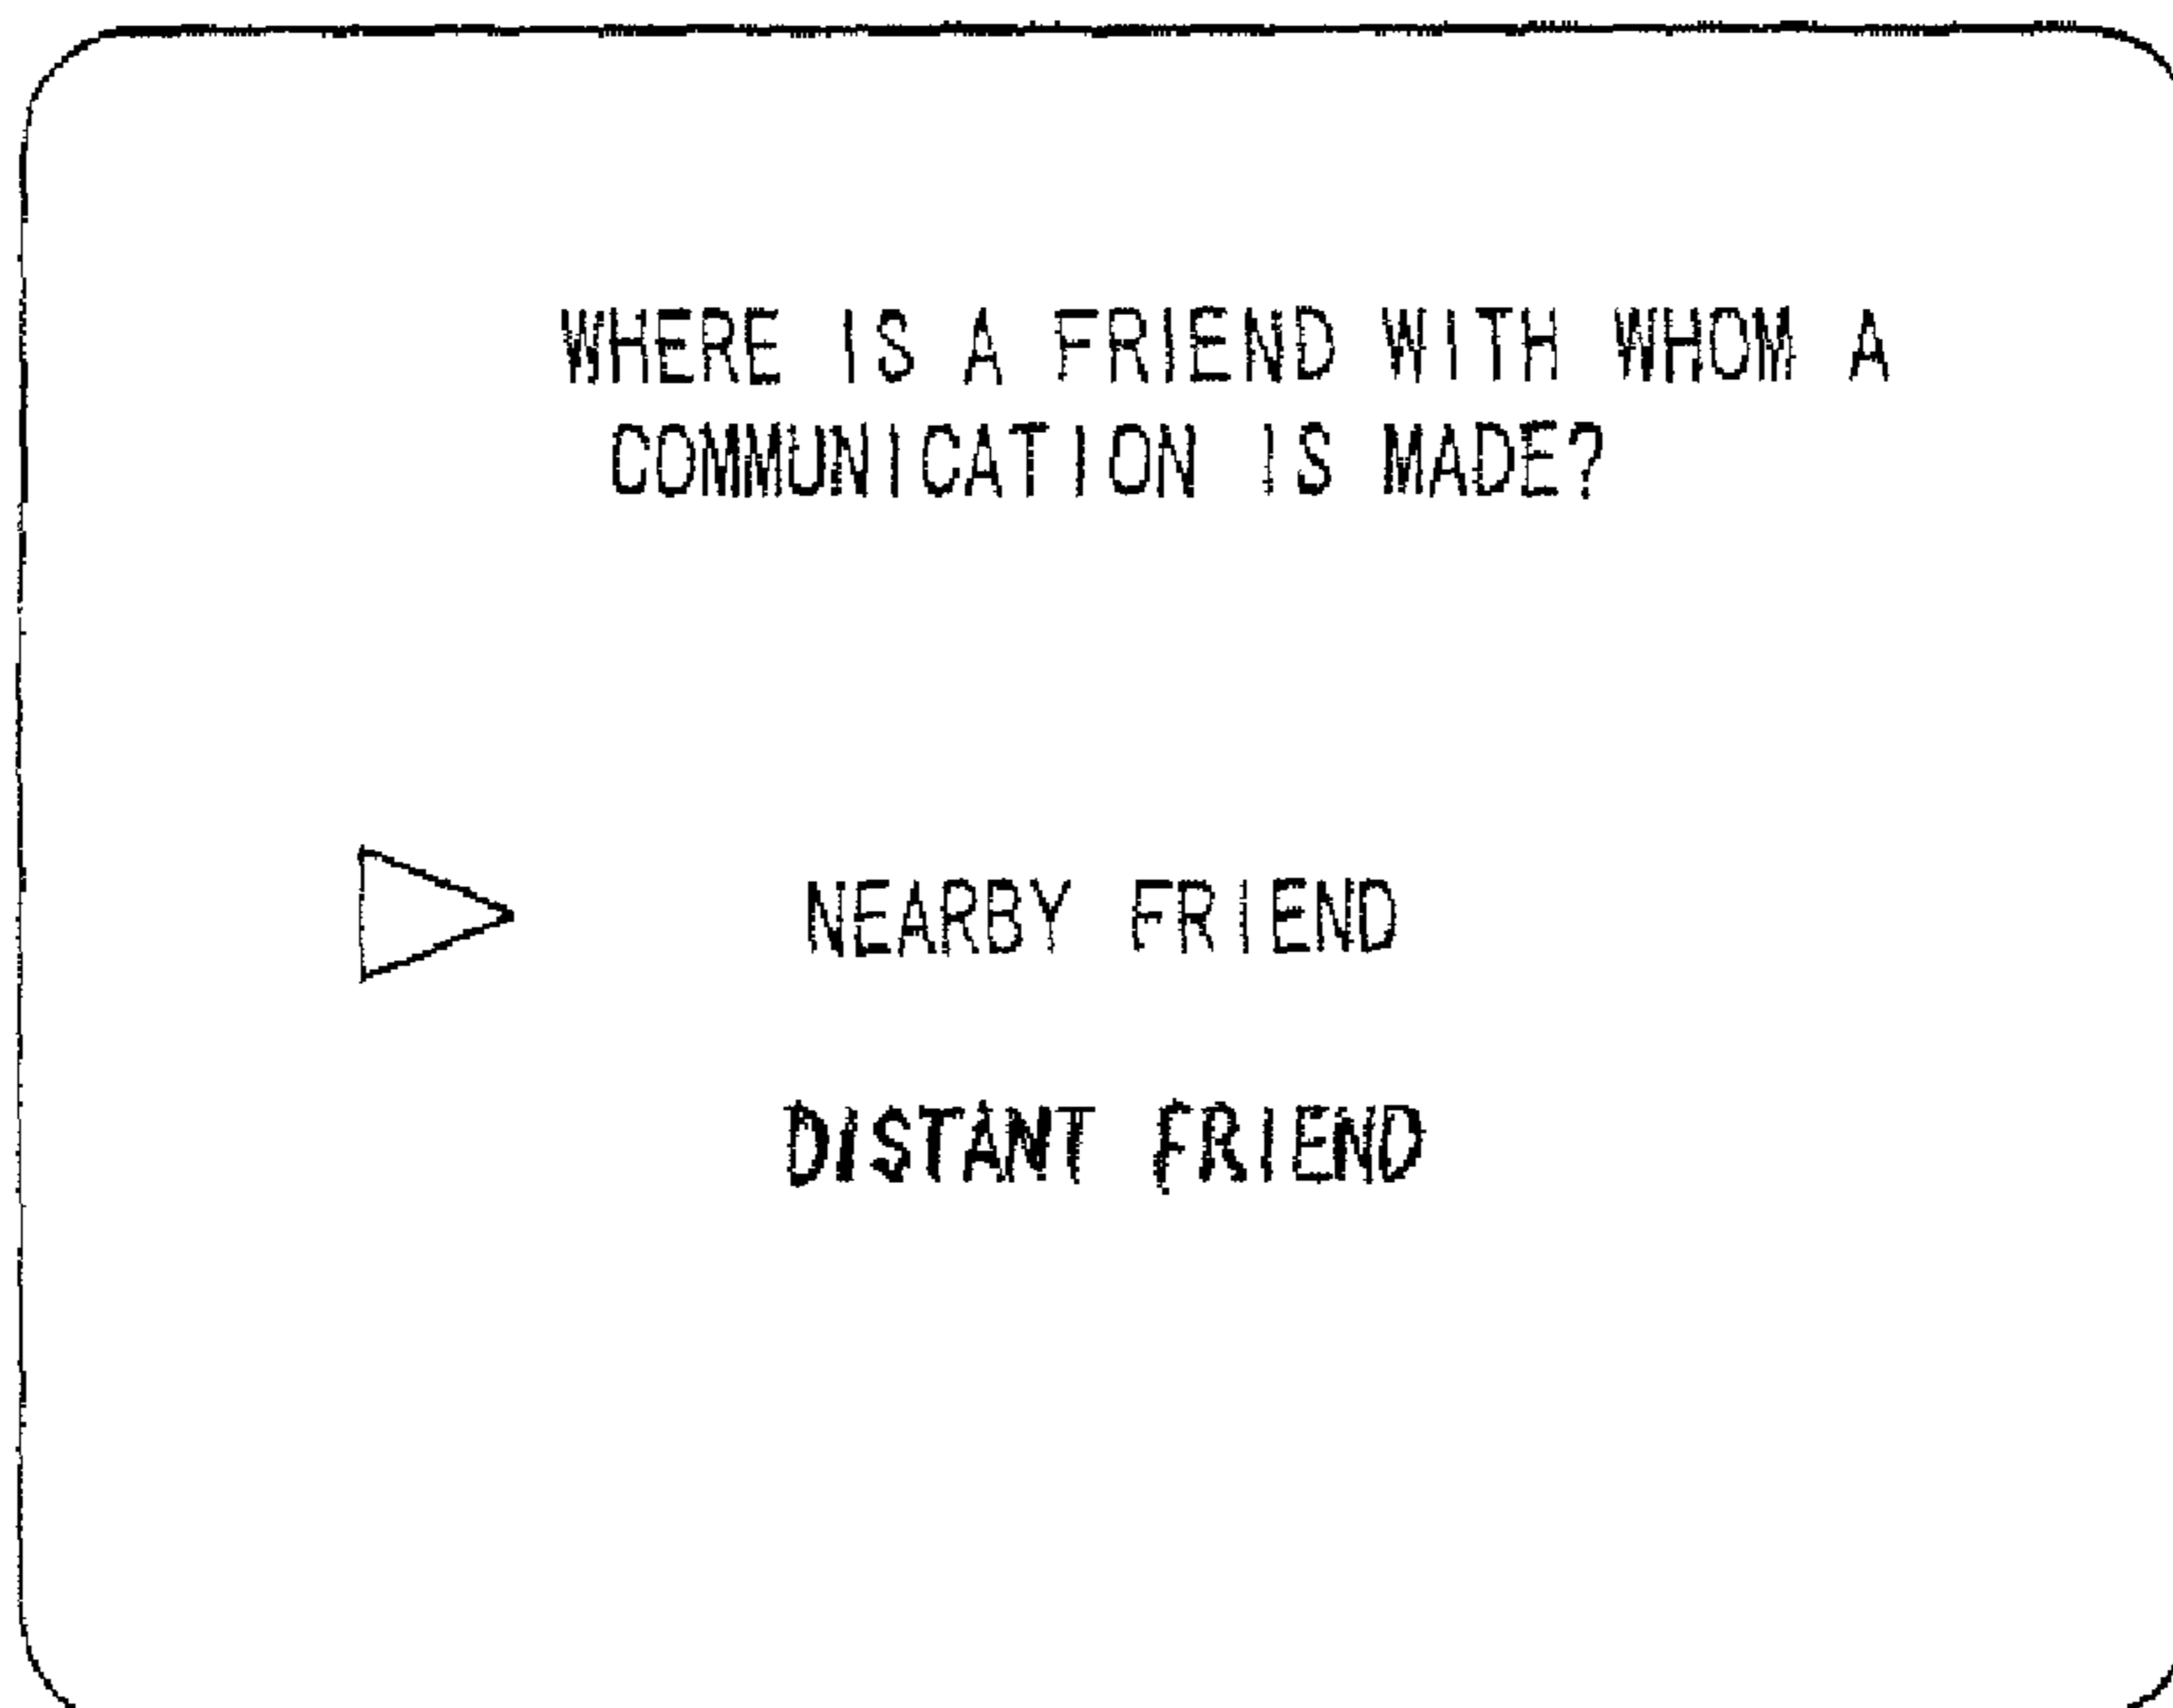 WHERE IS A FRIEND WITH WHOM A
COMMUNICATION IS MADE?
NEARBY FRIEND
DISTANT FRIEND